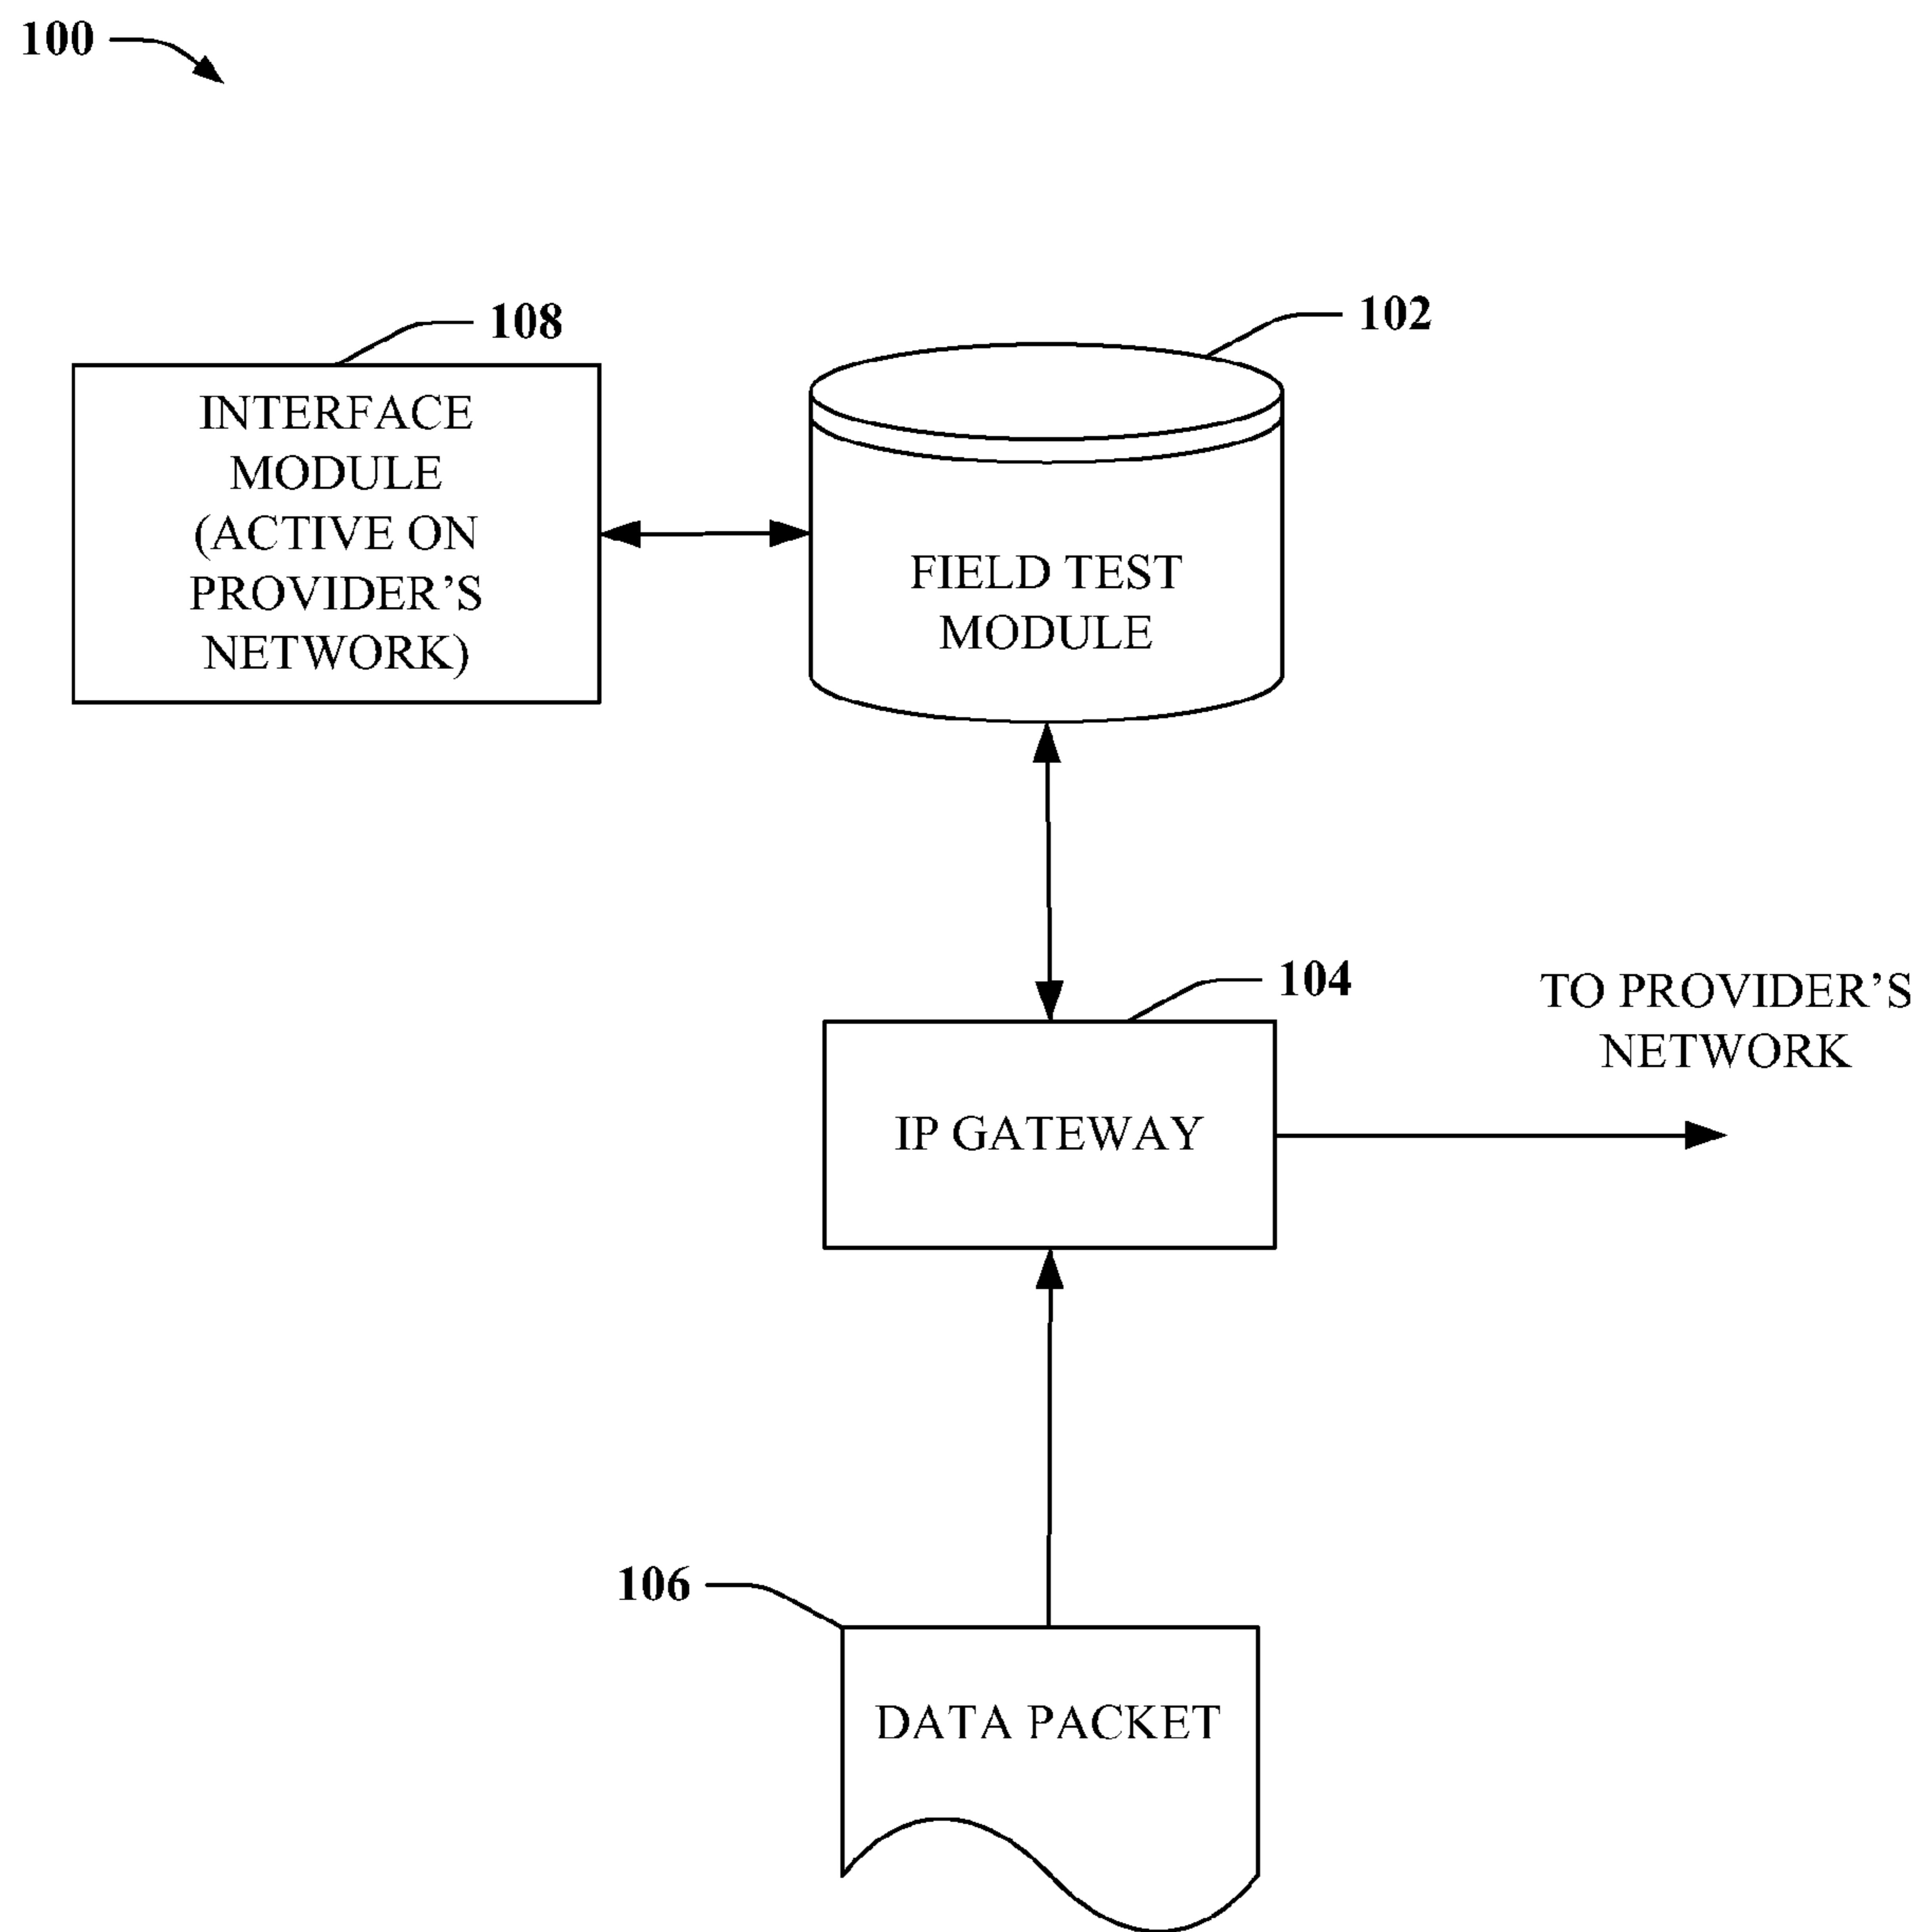 100
108
102
INTERFACE
MODULE
(ACTIVE ON
PROVIDER'S
NETWORK)
FIELD TEST
MODULE
104
TO PROVIDER'S
NETWORK
IP GATEWAY
106
DATA PACKET